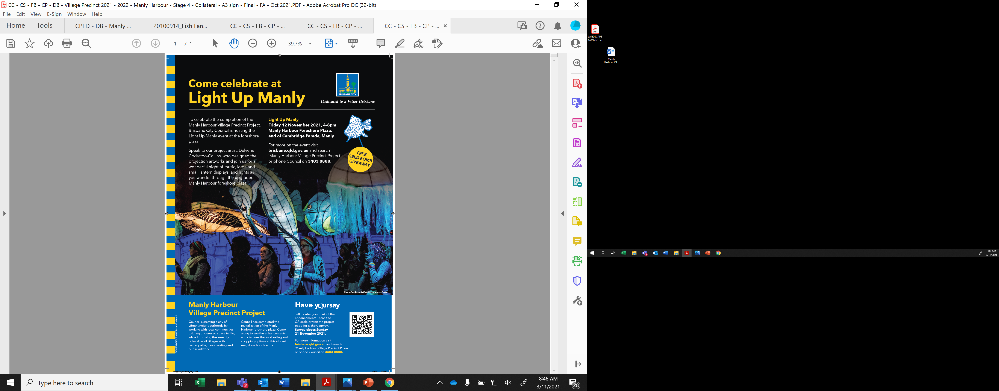 CC - CS - FB - CP - DB - Village Precinct 2021 - 2022 - Manly Harbour - Stage 4 - Collateral - A3 sign - Final - FA - Oct 2021.PDF - Adobe Acrobat Pro DC (32-bit)
File Edit View E-Sign Window Help
Home Tools CPED - DB - Manly ... 20100914_Fish Lan... CC - CS - FB - CP - ... CC - CS - FB - CP - ... CC - CS - FB - CP - ...
1 / 1 39.7%
Come celebrate at
Light Up Manly
BRISBANE CITY
Dedicated to a better Brisbane
To celebrate the completion of the
Manly Harbour Village Precinct Project,
Brisbane City Council is hosting the
Light Up Manly event at the foreshore
plaza.
Speak to our project artist, Delvene
Cockatoo-Collins, who designed the
projection artworks and join us for a
wonderful night of music, large and
small lantern displays, and lights as
you wander through the upgraded
Manly Harbour foreshore plaza.
Light Up Manly
Friday 12 November 2021, 4-8pm
Manly Harbour Foreshore Plaza,
end of Cambridge Parade, Manly
For more on the event visit
brisbane.qld.gov.au and search
‘Manly Harbour Village Precinct Project’
or phone Council on 3403 8888.
FREE
SEED BOMB
GIVEAWAY
Manly Harbour
Village Precinct Project
Council is creating a city of
vibrant neighbourhoods by
working with local communities
to bring underused space to life,
while improving the amenity
of local retail villages with
better paths, trees, seating and
public artwork.
Council has completed the
revitalisation of the Manly
Harbour foreshore plaza. Come
along to see the enhancements
and discover the local eating and
shopping options at this vibrant
neighbourhood centre.
Have yoursay
Tell us what you think of the
enhancements – scan the
QR code or visit the project
page for a short survey.
Survey closes Sunday
21 November 2021.
For more information visit
brisbane.qld.gov.au and search
‘Manly Harbour Village Precinct Project’
or phone Council on 3403 8888.
Type here to search
2
8:46 AM
3/11/2021
28
LANDSCAPE
CONCEPT ...
Manly
Harbour Vil...
8:46 AM
3/11/2021